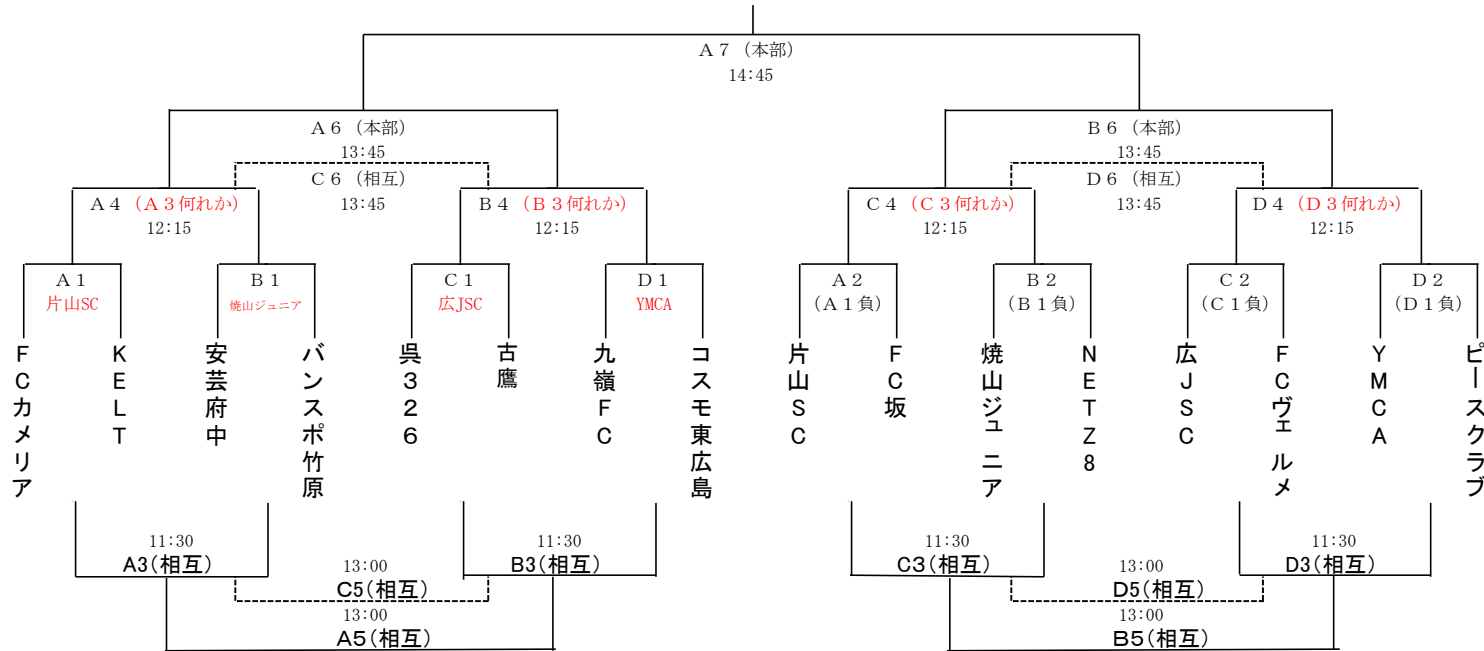 A7(本部)
14:45
A6(本部)
13:45
C6(相互)
13:45
B6(本部)
13:45
D6(相互)
13:45
A4(A3何れか)
12:15
B4(B3何れか)
12:15
C4(C3何れか)
12:15
D4(D3何れか)
12:15
A1
片山SC
B1
焼山ジュニア
C1
広JSC
D1
YMCA
A2
(A1負)
B2
(B1負)
C2
(C1負)
D2
(D1負)
FCカメリア
KELT
安芸府中
バンスポ竹原
呉326
古鷹
九嶺FC
コスモ東広島
片山SC
FC坂
焼山ジュニア
NETZ8
広JSC
FCヴェルメ
YMCA
ピースクラブ
11:30
A3(相互)
11:30
B3(相互)
11:30
C3(相互)
11:30
D3(相互)
13:00
C5(相互)
13:00
D5(相互)
13:00
A5(相互)
13:00
B5(相互)